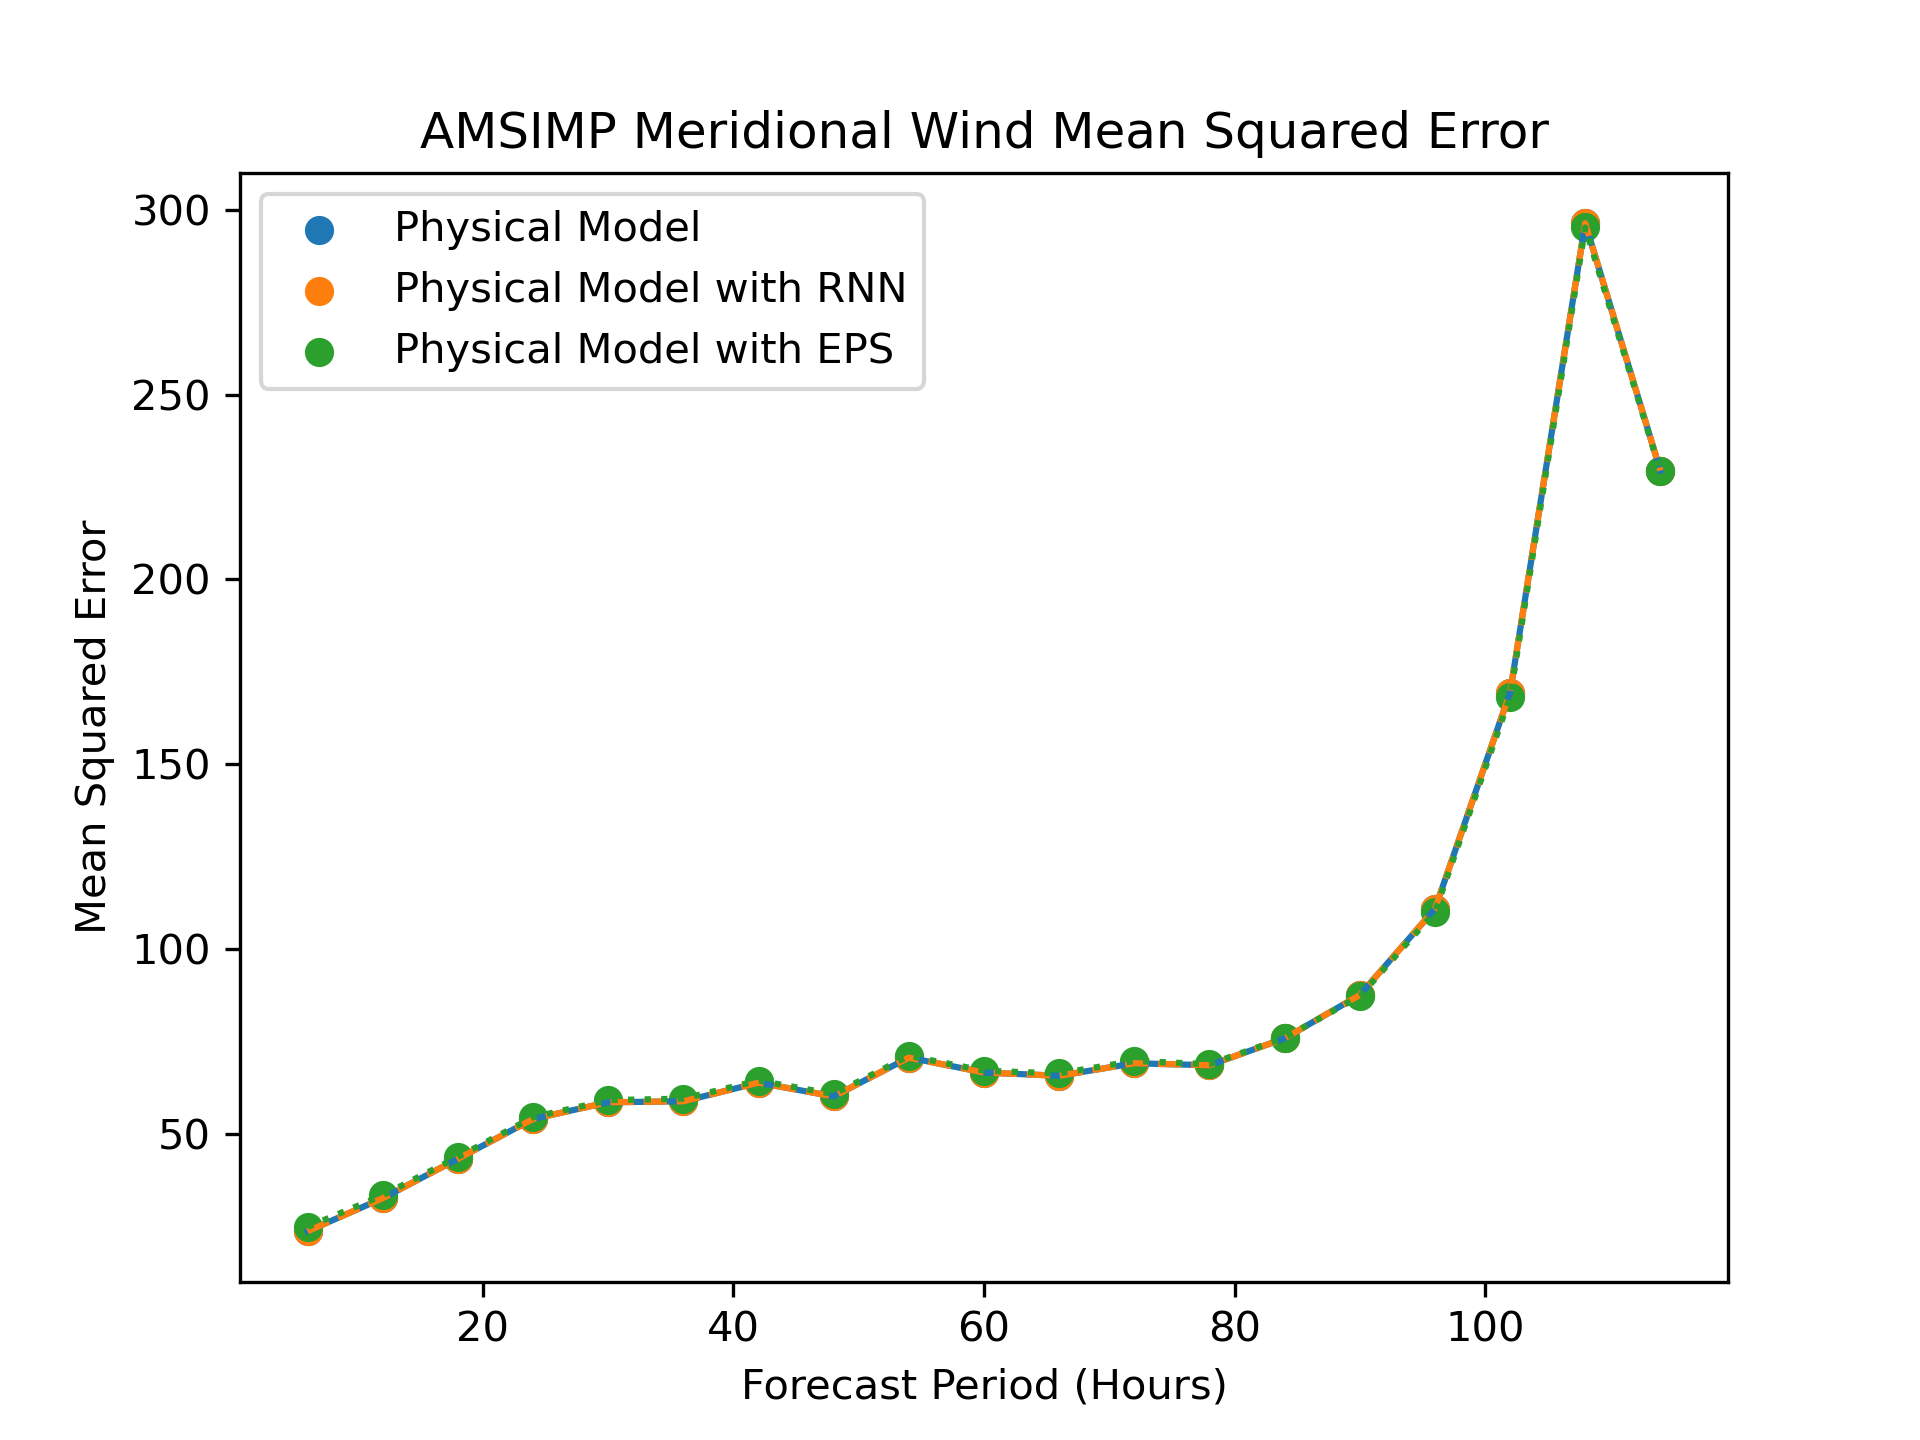 AMSIMP Meridional Wind Mean Squared Error
Physical Model
Physical Model with RNN
Physical Model with EPS
300
250
200
150
100
50
Mean Squared Error
20 40 60 80 100
Forecast Period (Hours)